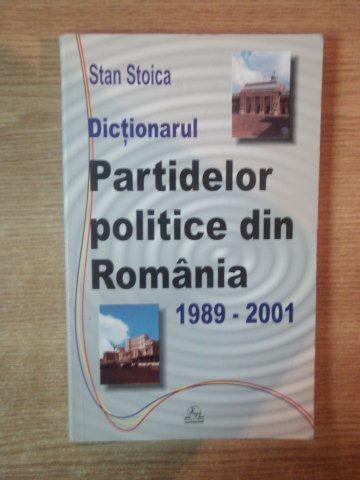 Stan Stoica
Dicționarul
Partidelor
politice din
România
1989 - 2001